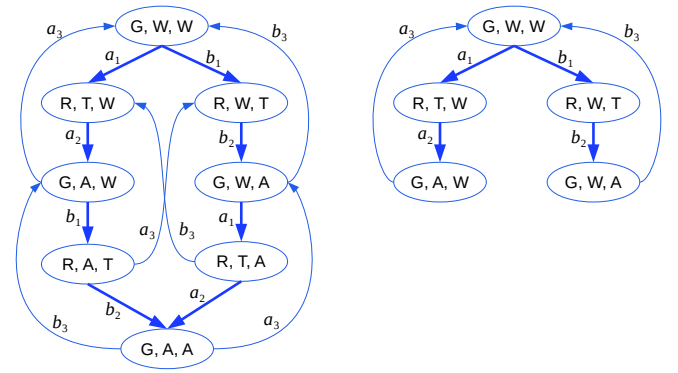 a₃ G, W, W b₃ a₃ G, W, W b₃
a₁ b₁ a₁ b₁
R, T, W R, W, T R, T, W R, W, T
a₂ b₂ a₂ b₂
G, A, W G, W, A G, A, W G, W, A
b₁ a₁
a₃ b₃
R, A, T R, T, A
b₂ a₂
b₃ a₃
G, A, A